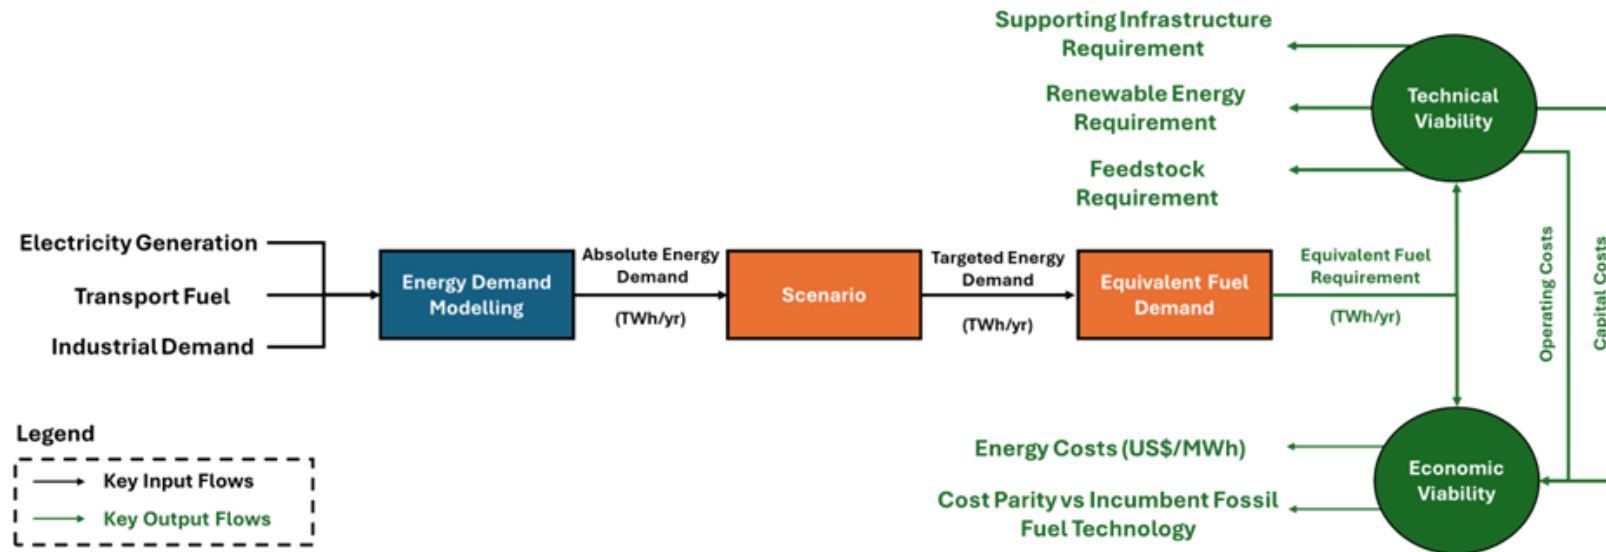 Supporting Infrastructure
Requirement
Renewable Energy
Requirement
Feedstock
Requirement
Technical
Viability
Electricity Generation
Transport Fuel
Industrial Demand
Energy Demand
Modelling
Absolute Energy
Demand
(TWh/yr)
Scenario
Targeted Energy
Demand
(TWh/yr)
Equivalent Fuel
Demand
Equivalent Fuel
Requirement
(TWh/yr)
Operating Costs
Capital Costs
Legend
Key Input Flows
Key Output Flows
Energy Costs (US$/MWh)
Cost Parity vs Incumbent Fossil
Fuel Technology
Economic
Viability